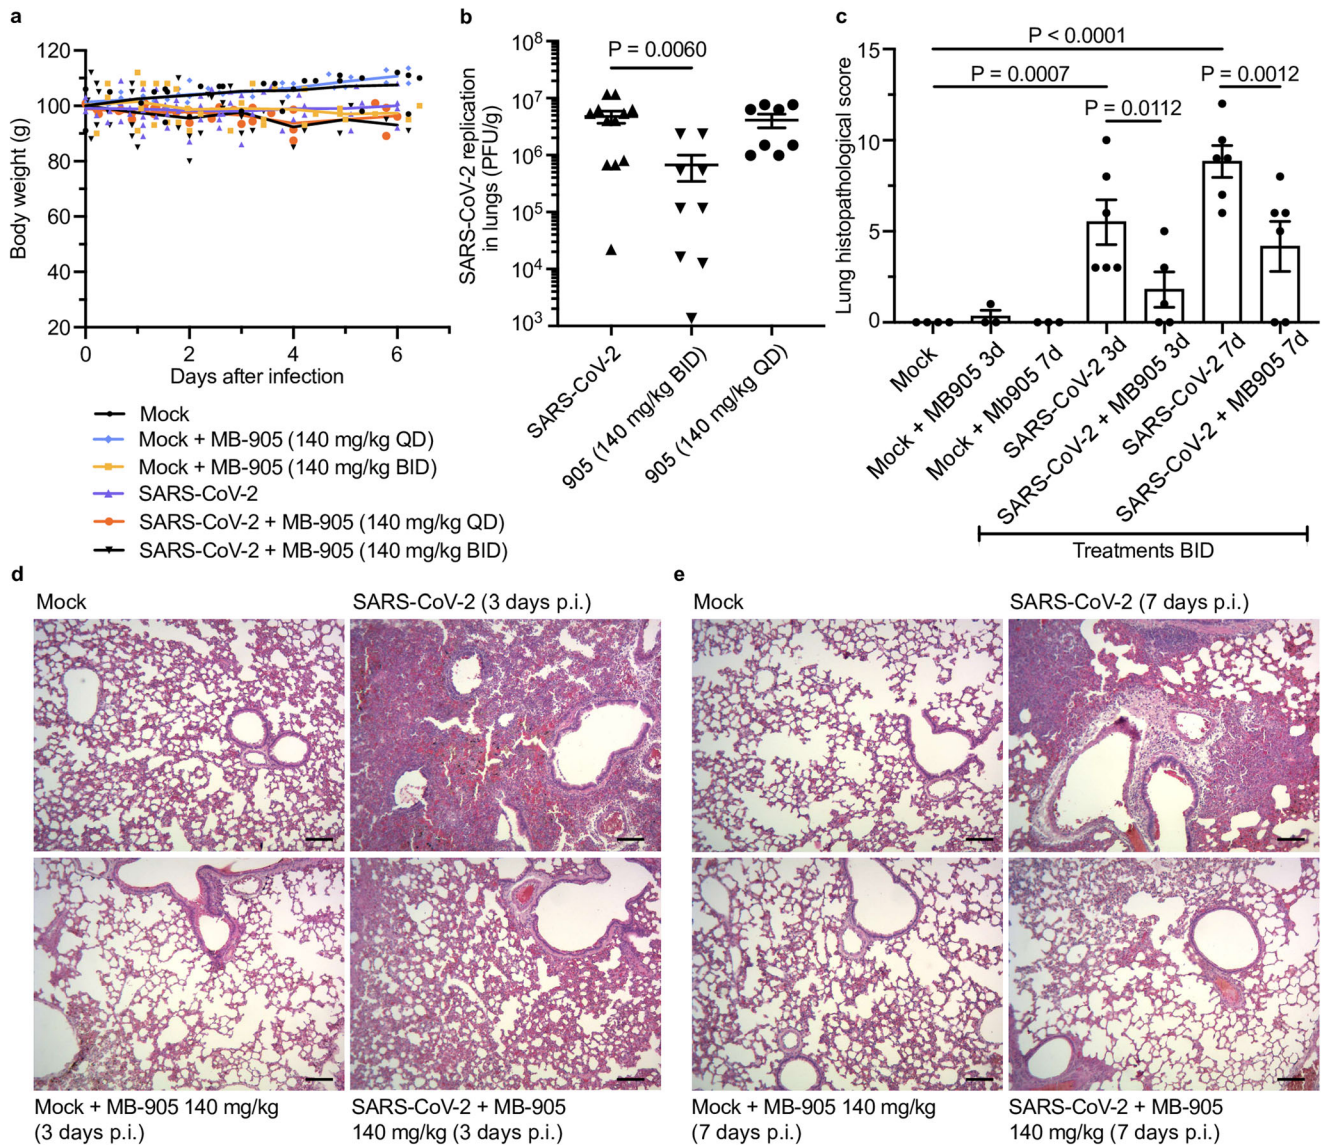 a
120
100
80
60
40
20
Body weight (g)
0
2
4
6
Days after infection
Mock
Mock + MB-905 (140 mg/kg QD)
Mock + MB-905 (140 mg/kg BID)
SARS-CoV-2
SARS-CoV-2 + MB-905 (140 mg/kg QD)
SARS-CoV-2 + MB-905 (140 mg/kg BID)
b
10⁸
10⁷
10⁶
10⁵
10⁴
10³
SARS-CoV-2 replication
in lungs (PFU/g)
P = 0.0060
SARS-CoV-2
905 (140 mg/kg BID)
905 (140 mg/kg QD)
c
15
10
5
0
Lung histopathological score
P < 0.0001
P = 0.0007
P = 0.0012
P = 0.0112
Mock
Mock + MB905 3d
Mock + Mb905 7d
SARS-CoV-2 3d
SARS-CoV-2 + MB905 3d
SARS-CoV-2 7d
SARS-CoV-2 + MB905 7d
Treatments BID
d
Mock
SARS-CoV-2 (3 days p.i.)
Mock + MB-905 140 mg/kg
(3 days p.i.)
SARS-CoV-2 + MB-905
140 mg/kg (3 days p.i.)
e
Mock
SARS-CoV-2 (7 days p.i.)
Mock + MB-905 140 mg/kg
(7 days p.i.)
SARS-CoV-2 + MB-905
140 mg/kg (7 days p.i.)